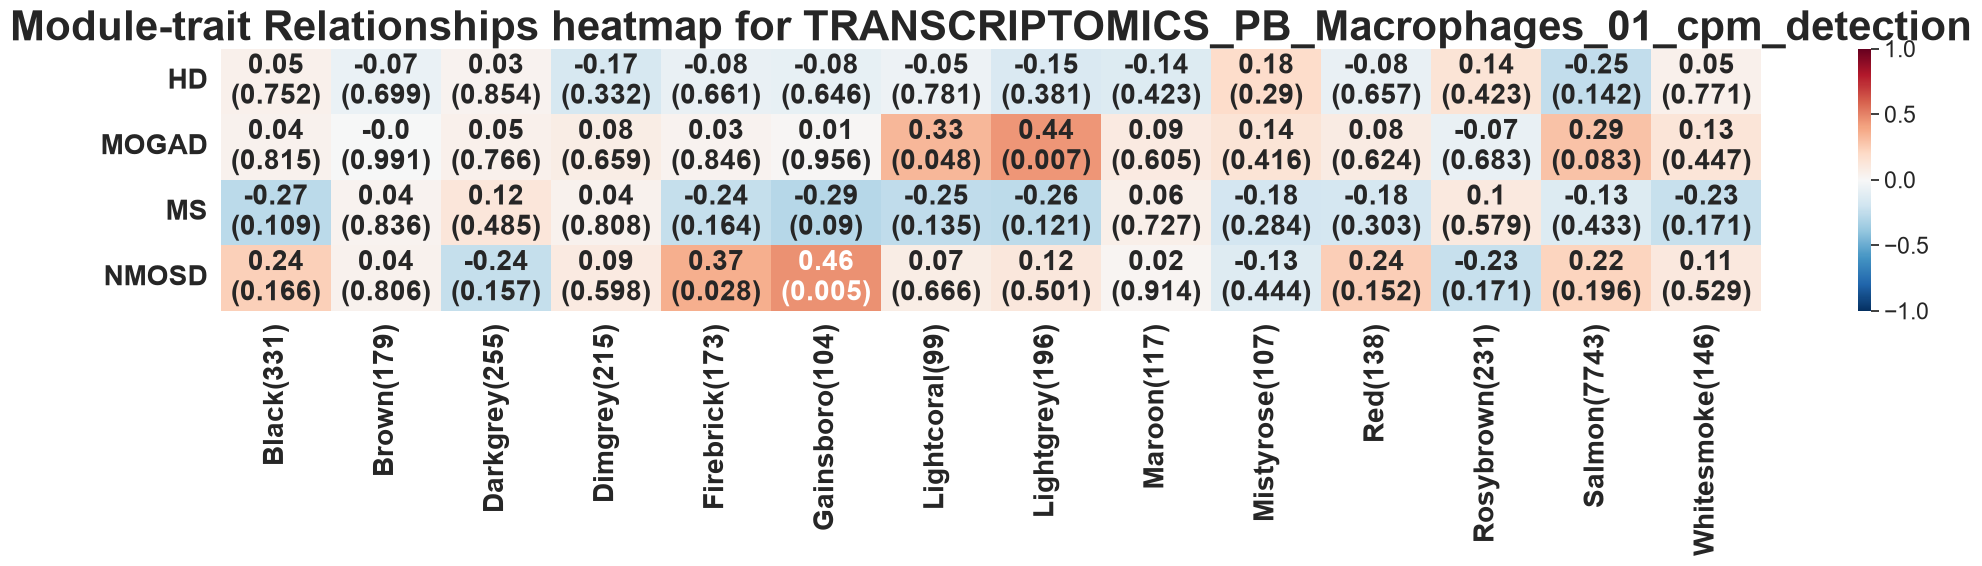 Module-trait Relationships heatmap for TRANSCRIPTOMICS_PB_Macrophages_01_cpm_detection
HD 0.05 -0.07 0.03 -0.17 -0.08 -0.08 -0.05 -0.15 -0.14 0.18 -0.08 0.14 -0.25 0.05
(0.752) (0.699) (0.854) (0.332) (0.661) (0.646) (0.781) (0.381) (0.423) (0.29) (0.657) (0.423) (0.142) (0.771)
MOGAD 0.04 -0.0 0.05 0.08 0.03 0.01 0.33 0.44 0.09 0.14 0.08 -0.07 0.29 0.13
(0.815) (0.991) (0.766) (0.659) (0.846) (0.956) (0.048) (0.007) (0.605) (0.416) (0.624) (0.683) (0.083) (0.447)
MS -0.27 0.04 0.12 0.04 -0.24 -0.29 -0.25 -0.26 0.06 -0.18 -0.18 0.1 -0.13 -0.23
(0.109) (0.836) (0.485) (0.808) (0.164) (0.09) (0.135) (0.121) (0.727) (0.284) (0.303) (0.579) (0.433) (0.171)
NMOSD 0.24 0.04 -0.24 0.09 0.37 0.46 0.07 0.12 0.02 -0.13 0.24 -0.23 0.22 0.11
(0.166) (0.806) (0.157) (0.598) (0.028) (0.005) (0.666) (0.501) (0.914) (0.444) (0.152) (0.171) (0.196) (0.529)
Black(331)
Brown(179)
Darkgrey(255)
Dimgrey(215)
Firebrick(173)
Gainsboro(104)
Lightcoral(99)
Lightgrey(196)
Maroon(117)
Mistyrose(107)
Red(138)
Rosybrown(231)
Salmon(7743)
Whitesmoke(146)
1.0
0.5
0.0
−0.5
−1.0